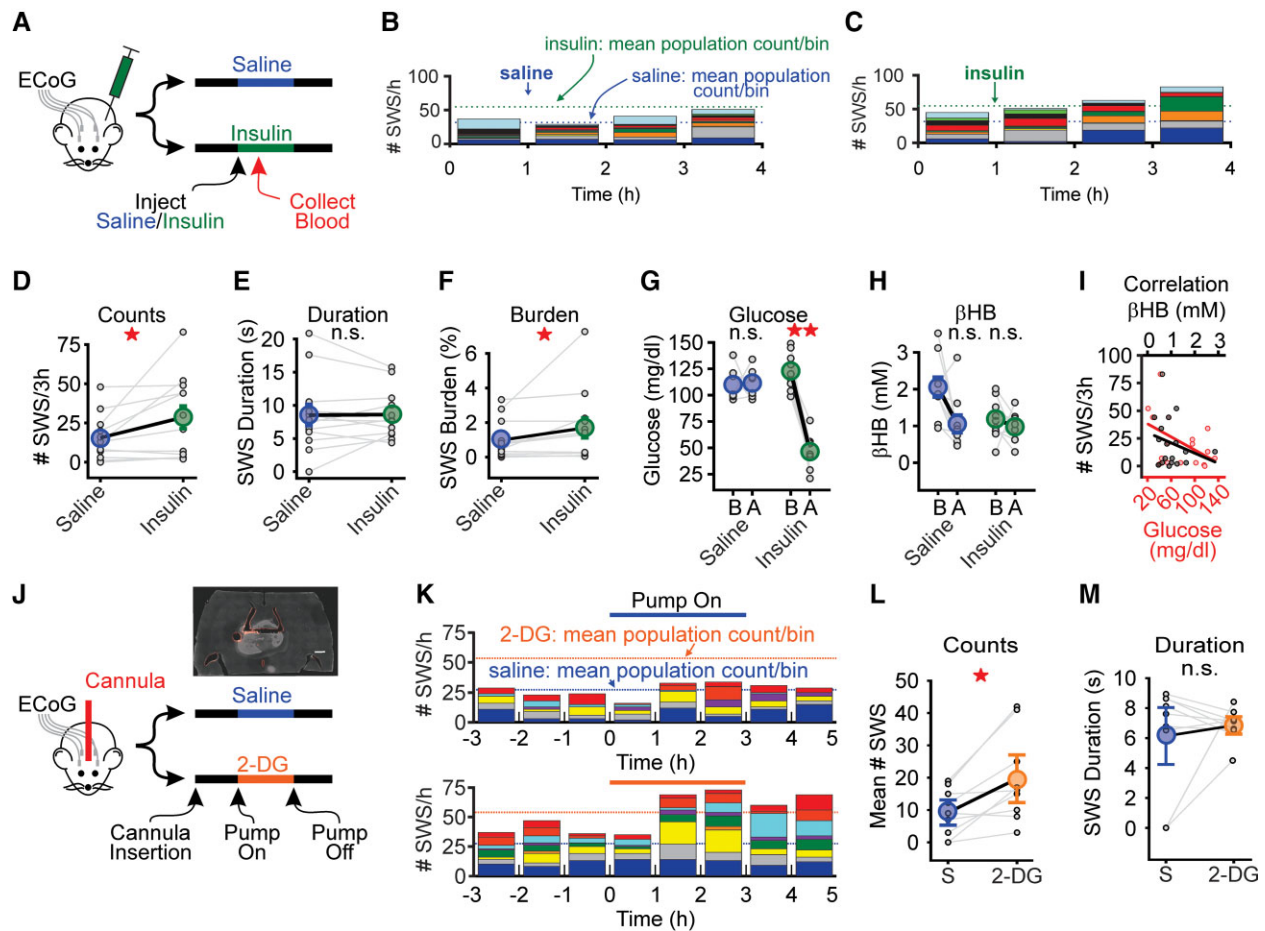 A
ECoG
Saline
Insulin
Inject
Saline/Insulin
Collect
Blood
B
insulin: mean population count/bin
saline
saline: mean population
count/bin
# SWS/h
100
50
0
0 1 2 3 4
Time (h)
C
insulin
# SWS/h
100
50
0
0 1 2 3 4
Time (h)
D
Counts
# SWS/3h
75
50
25
0
Saline
Insulin
E
Duration
n.s.
SWS Duration (s)
20
15
10
5
0
Saline
Insulin
F
Burden
SWS Burden (%)
6
4
2
0
Saline
Insulin
G
Glucose
n.s.
Glucose (mg/dl)
150
125
100
75
50
25
B A B A
Saline
Insulin
H
βHB
n.s. n.s.
βHB (mM)
3
2
1
0
B A B A
Saline
Insulin
I
Correlation
βHB (mM)
0 1 2 3
# SWS/3h
100
75
50
25
0
20 60 100 140
Glucose
(mg/dl)
J
Cannula
ECoG
Saline
2-DG
Cannula
Insertion
Pump
On
Pump
Off
K
Pump On
2-DG: mean population count/bin
saline: mean population count/bin
# SWS/h
75
50
25
0
-3 -2 -1 0 1 2 3 4 5
Time (h)
# SWS/h
75
50
25
0
-3 -2 -1 0 1 2 3 4 5
Time (h)
L
Counts
Mean # SWS
50
40
30
20
10
0
S 2-DG
M
Duration
n.s.
SWS Duration (s)
10
8
6
4
2
0
S 2-DG